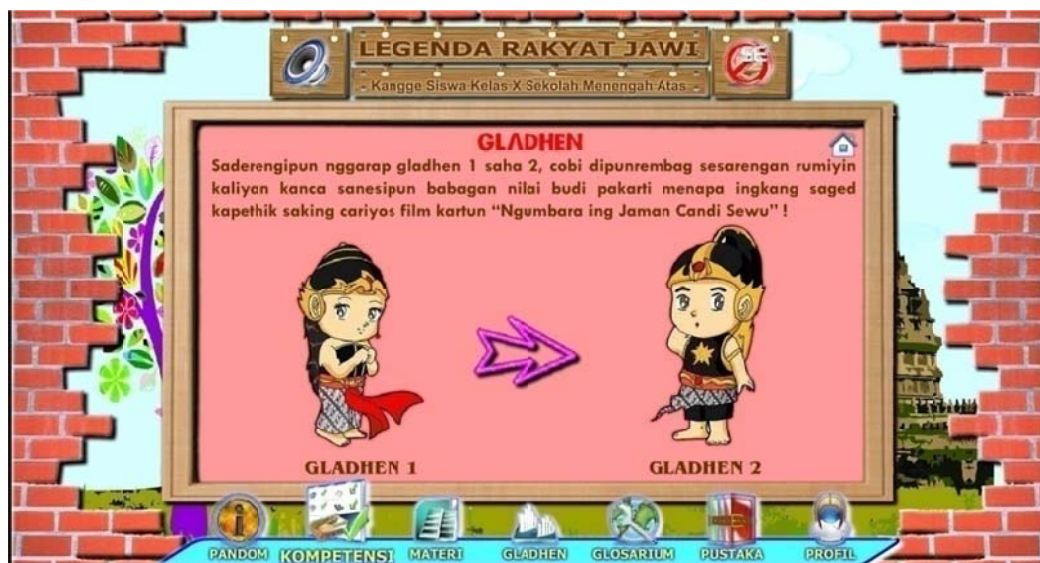 LEGENDA RAKYAT JAWI
Kangge Siswa Kelas X Sekolah Menengah Atas
GLADHEN
Saderengipun nggarap gladhen 1 saha 2, cobi dipunrembag sesarengan rumiyin
kaliyan kanca sanesipun babagan nilai budi pakarti menapa ingkang saged
kapethik saking cariyos film kartun “Ngumbara ing Jaman Candi Sewu” !
GLADHEN 1
GLADHEN 2
PANDOM
KOMPETENSI
MATERI
GLADHEN
GLOSARIUM
PUSTAKA
PROFIL